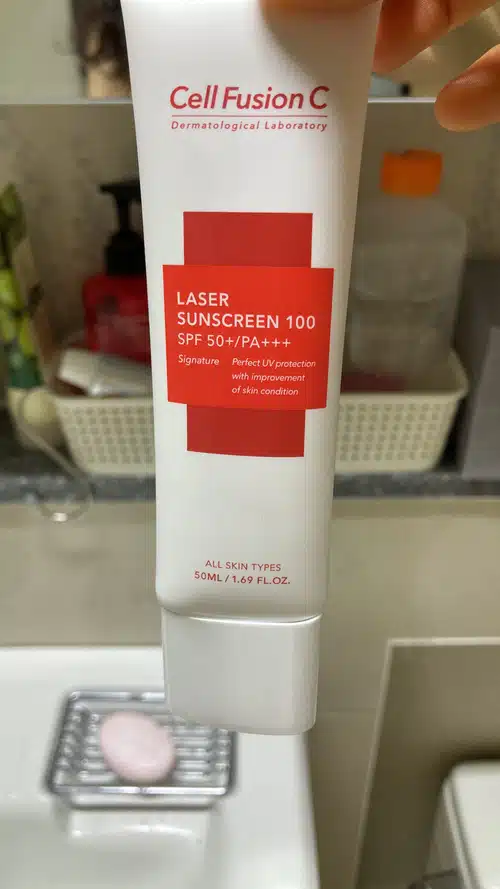 Cell Fusion C
Dermatological Laboratory
LASER
SUNSCREEN 100
SPF 50+/PA+++
Signature Perfect UV protection
with improvement
of skin condition
ALL SKIN TYPES
50ML / 1.69 FL.OZ.